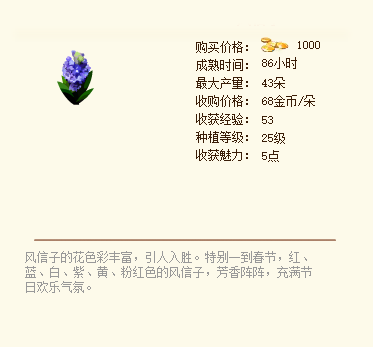 购买价格： 1000
成熟时间： 86小时
最大产量： 43朵
收购价格： 68金币/朵
收获经验： 53
种植等级： 25级
收获魅力： 5点
风信子的花色彩丰富，引人入胜。特别一到春节，红、
蓝、白、紫、黄、粉红色的风信子，芳香阵阵，充满节
日欢乐气氛。